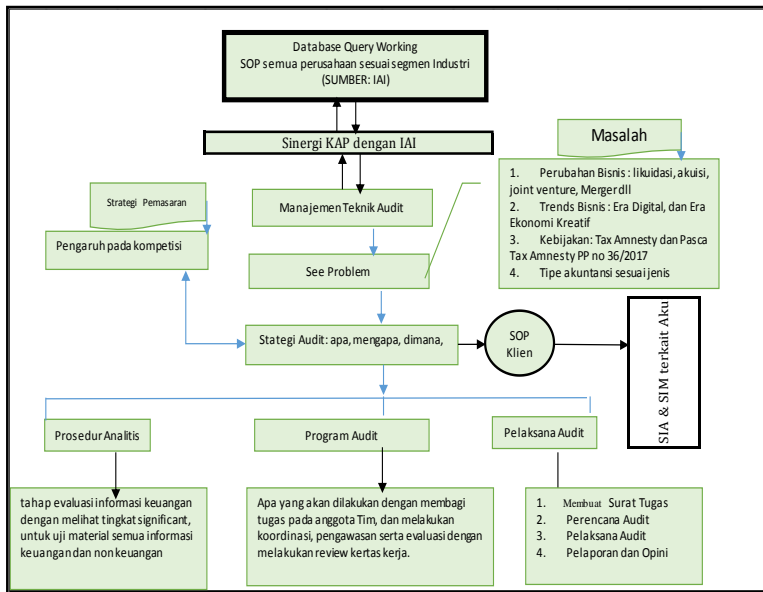 Database Query Working
SOP semua perusahaan sesuai segmen Industri
(SUMBER: IAI)
Sinergi KAP dengan IAI
Masalah
1. Perubahan Bisnis : likuidasi, akuisi,
joint venture, Mergerdll
2. Trends Bisnis : Era Digital, dan Era
Ekonomi Kreatif
3. Kebijakan: Tax Amnesty dan Pasca
Tax Amnesty PP no 36/2017
4. Tipe akuntansi sesuai jenis
Strategi Pemasaran
Manajemen Teknik Audit
Pengaruh pada kompetisi
See Problem
Stategi Audit: apa, mengapa, dimana,
SOP
Klien
SIA & SIM terkait Aku
Prosedur Analitis
Program Audit
Pelaksana Audit
tahap evaluasi informasi keuangan
dengan melihat tingkat significant,
untuk uji material semua informasi
keuangan dan non keuangan
Apa yang akan dilakukan dengan membagi
tugas pada anggota Tim, dan melakukan
koordinasi, pengawasan serta evaluasi dengan
melakukan review kertas kerja.
1. Membuat Surat Tugas
2. Perencana Audit
3. Pelaksana Audit
4. Pelaporan dan Opini